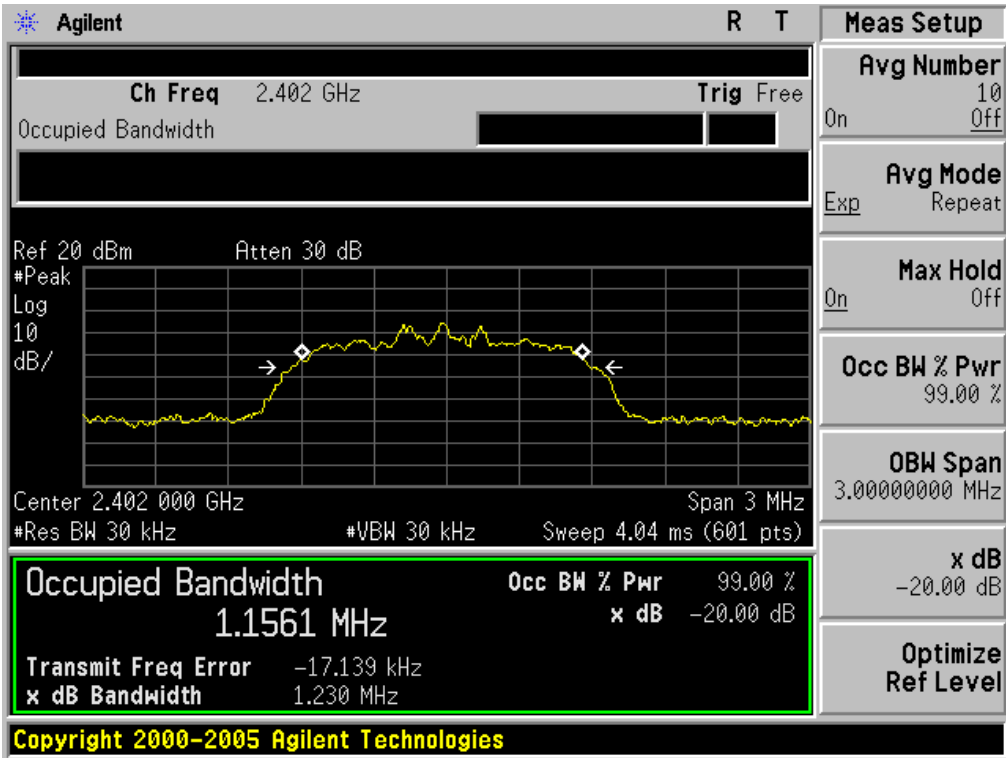 Agilent R T
Ch Freq 2.402 GHz Trig Free
Occupied Bandwidth
Ref 20 dBm Atten 30 dB
#Peak
Log
10
dB/
Center 2.402 000 GHz Span 3 MHz
#Res BW 30 kHz #VBW 30 kHz Sweep 4.04 ms (601 pts)
Occupied Bandwidth Occ BW % Pwr 99.00 %
1.1561 MHz x dB -20.00 dB
Transmit Freq Error -17.139 kHz
x dB Bandwidth 1.230 MHz
Copyright 2000-2005 Agilent Technologies
Meas Setup
Avg Number
10
On Off
Avg Mode
Exp Repeat
Max Hold
On Off
Occ BW % Pwr
99.00 %
OBW Span
3.00000000 MHz
x dB
-20.00 dB
Optimize
Ref Level